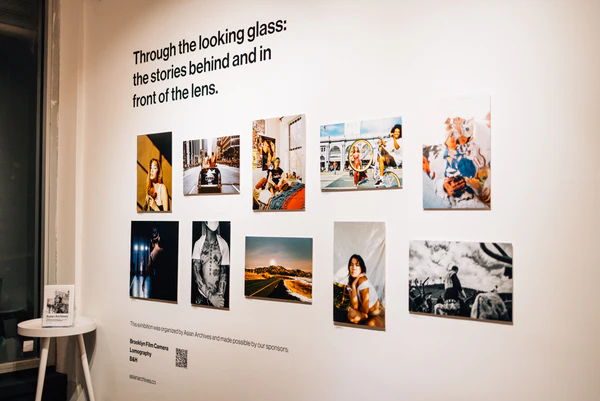 Through the looking glass:
the stories behind and in
front of the lens.
This exhibition was organized by Asian Archives and made possible by our sponsors:
Brooklyn Film Camera
Lomography
B&H
asianarchives.co